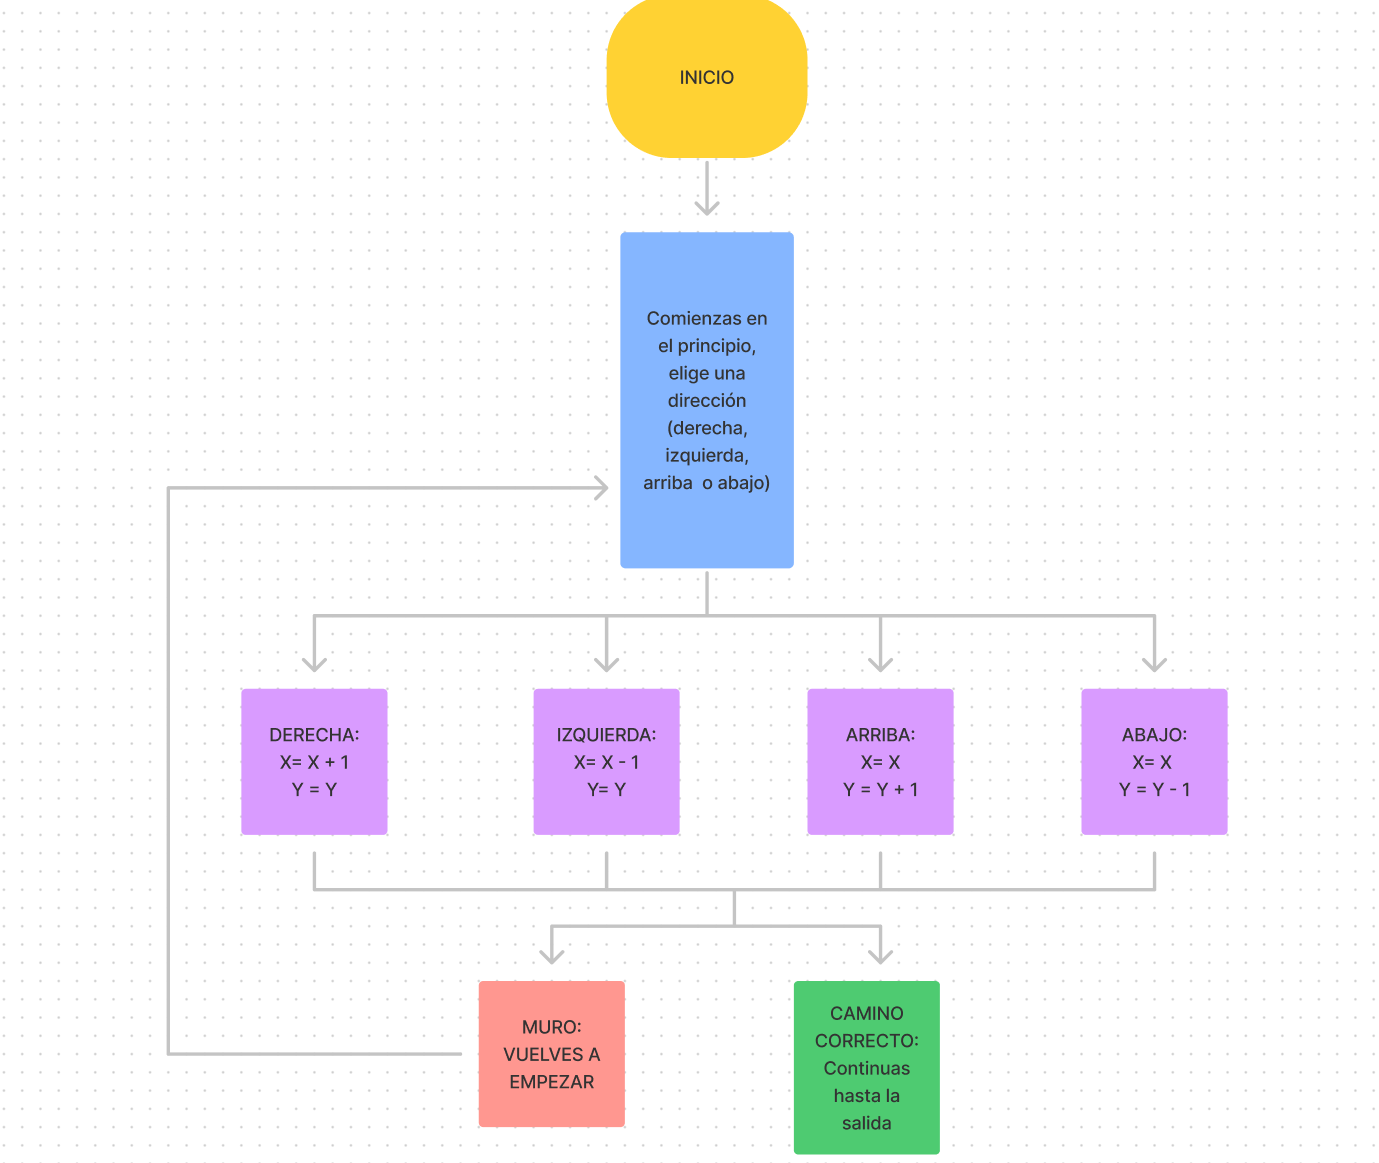 INICIO
Comienzas en
el principio,
elige una
dirección
(derecha,
izquierda,
arriba  o abajo)
DERECHA:
X= X + 1
Y = Y
IZQUIERDA:
X= X - 1
Y= Y
ARRIBA:
X= X
Y = Y + 1
ABAJO:
X= X
Y = Y - 1
MURO:
VUELVES A
EMPEZAR
CAMINO
CORRECTO:
Continuas
hasta la
salida